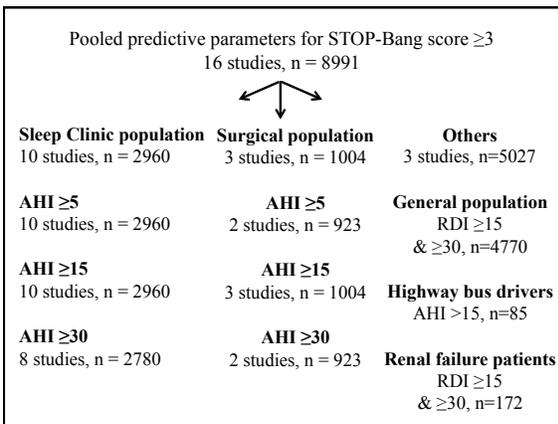 Pooled predictive parameters for STOP-Bang score ≥3
16 studies, n = 8991
Sleep Clinic population
10 studies, n = 2960
AHI ≥5
10 studies, n = 2960
AHI ≥15
10 studies, n = 2960
AHI ≥30
8 studies, n = 2780
Surgical population
3 studies, n = 1004
AHI ≥5
2 studies, n = 923
AHI ≥15
3 studies, n = 1004
AHI ≥30
2 studies, n = 923
Others
3 studies, n=5027
General population
RDI ≥15
& ≥30, n=4770
Highway bus drivers
AHI >15, n=85
Renal failure patients
RDI ≥15
& ≥30, n=172